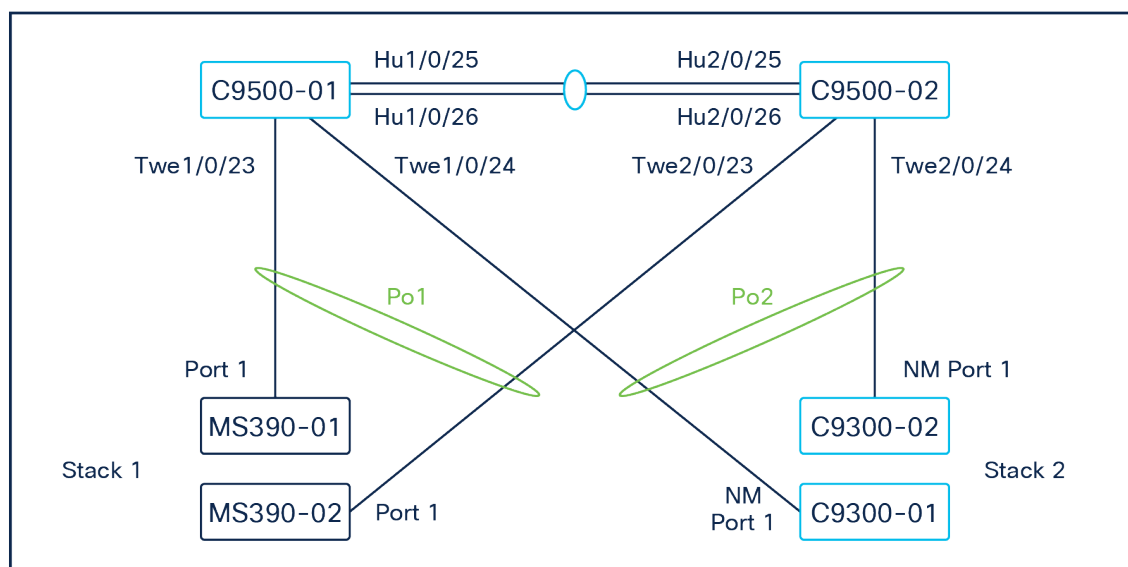 Hu1/0/25
Hu2/0/25
C9500-01
C9500-02
Hu1/0/26
Hu2/0/26
Twe1/0/23
Twe1/0/24
Twe2/0/23
Twe2/0/24
Po1
Po2
Port 1
NM Port 1
MS390-01
C9300-02
Stack 1
Stack 2
MS390-02
Port 1
NM
Port 1
C9300-01